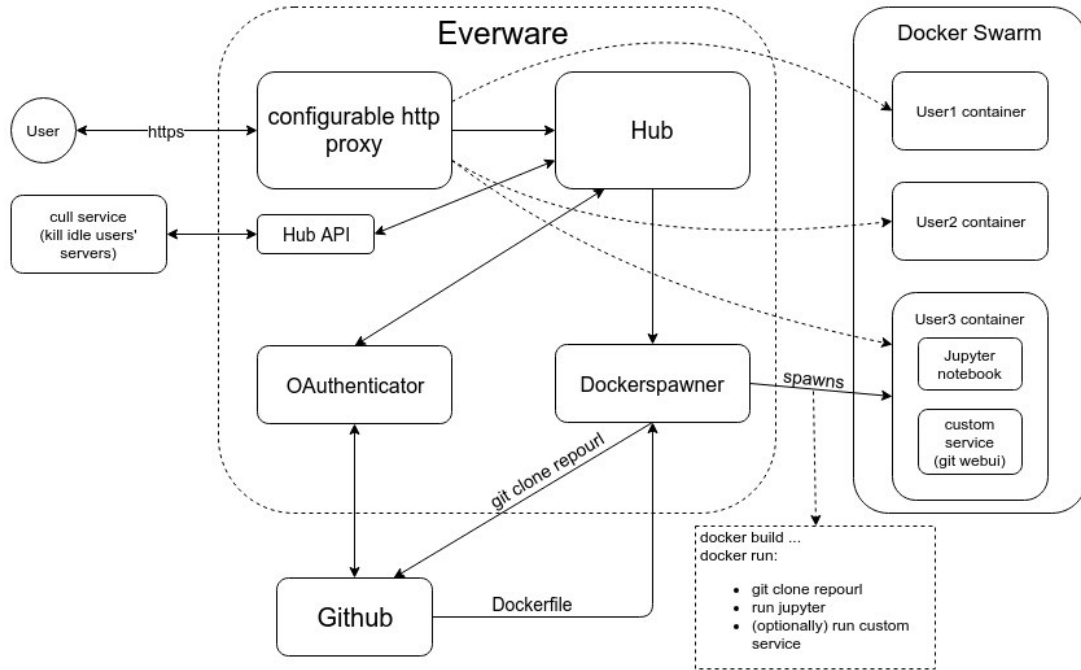 Everware
Docker Swarm
User
https
configurable http
proxy
Hub
User1 container
cull service
(kill idle users'
servers)
Hub API
User2 container
User3 container
Jupyter
notebook
custom
service
(git webui)
OAuthenticator
Dockerspawner
spawns
git clone repourl
Github
Dockerfile
docker build ...
docker run:
• git clone repourl
• run jupyter
• (optionally) run custom
service